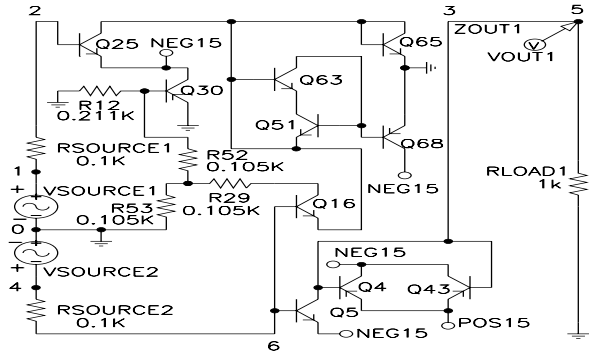 2
3
5
Q25
NEG15
Q65
ZOUT1
V
VOUT1
Q63
Q30
R12
0.211K
Q51
Q68
RSOURCE1
0.1K
R52
0.105K
NEG15
RLOAD1
1k
1
+
VSOURCE1
R53
0.105K
R29
0.105K
Q16
−
0
−
+
VSOURCE2
NEG15
4
Q4
Q43
RSOURCE2
0.1K
Q5
POS15
NEG15
6